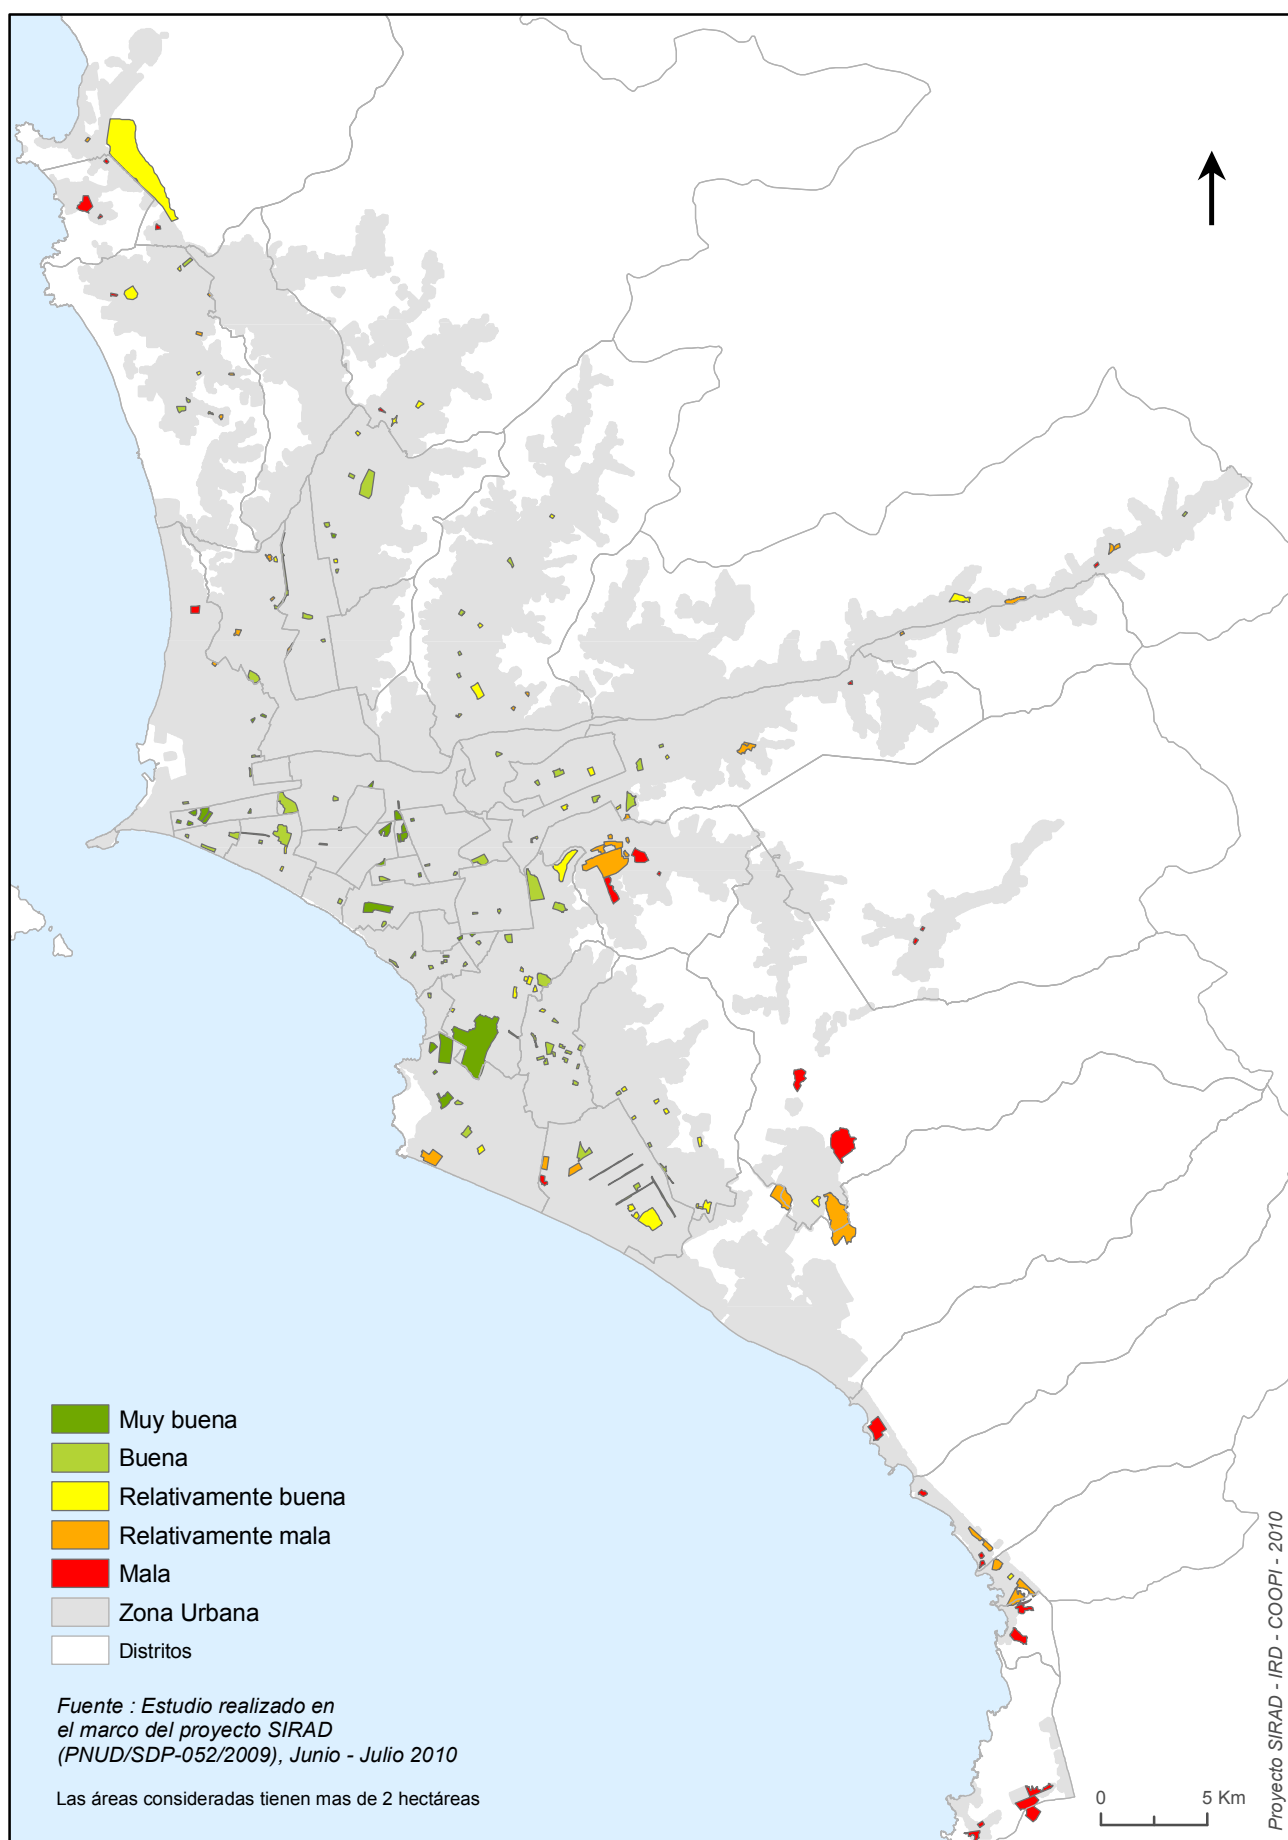 Muy buena
Buena
Relativamente buena
Relativamente mala
Mala
Zona Urbana
Distritos
Fuente : Estudio realizado en
el marco del proyecto SIRAD
(PNUD/SDP-052/2009), Junio - Julio 2010
Las áreas consideradas tienen mas de 2 hectáreas
0 5 Km
Proyecto SIRAD - IRD - COOPI - 2010